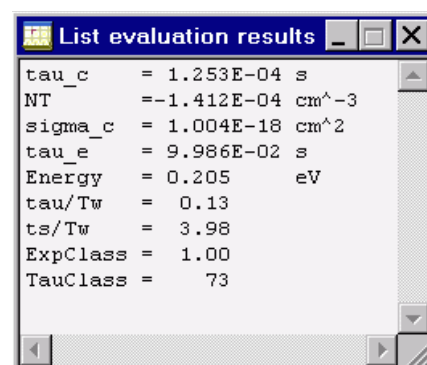 List evaluation results
tau_c = 1.253E-04 s
NT =-1.412E-04 cm^-3
sigma_c = 1.004E-18 cm^2
tau_e = 9.986E-02 s
Energy = 0.205 eV
tau/Tw = 0.13
ts/Tw = 3.98
ExpClass = 1.00
TauClass = 73